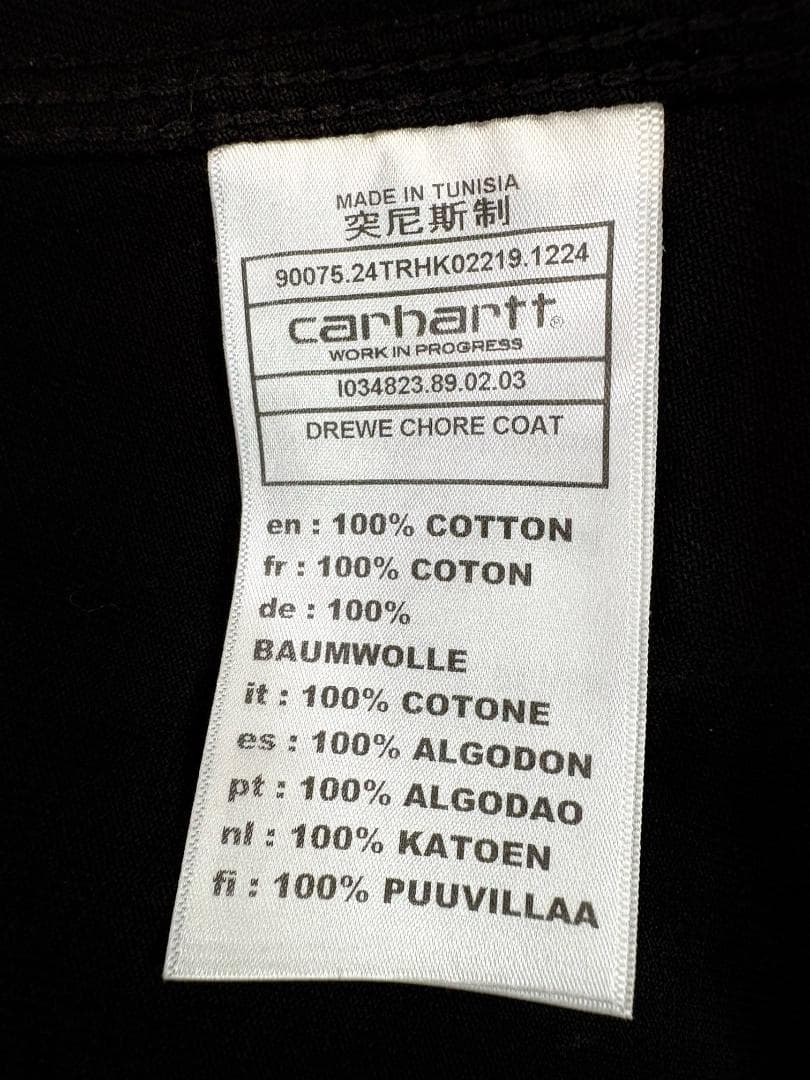 MADE IN TUNISIA
突尼斯制
90075.24TRHK02219.1224
carhartt®
WORK IN PROGRESS
I034823.89.02.03
DREWE CHORE COAT
en : 100% COTTON
fr : 100% COTON
de : 100%
BAUMWOLLE
it : 100% COTONE
es : 100% ALGODON
pt : 100% ALGODAO
nl : 100% KATOEN
fi : 100% PUUVILLAA